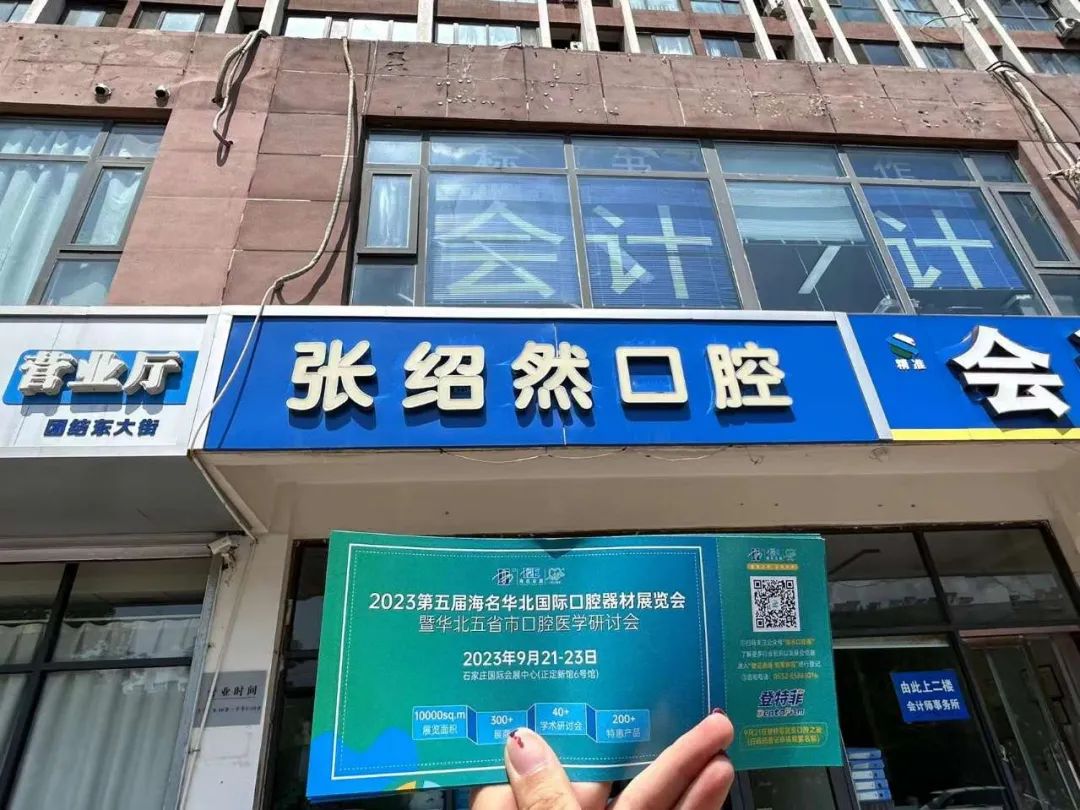 会计
计
营业厅
团结东大街
张绍然口腔
精准
会
2023第五届海名华北国际口腔器材展览会
暨华北五省市口腔医学研讨会
2023年9月21-23日
石家庄国际会展中心(正定新馆6号馆)
10000sq.m
展览面积
300+
40+
学术研讨会
200+
特惠产品
登特菲
由此上二楼
会计师事务所
业时间